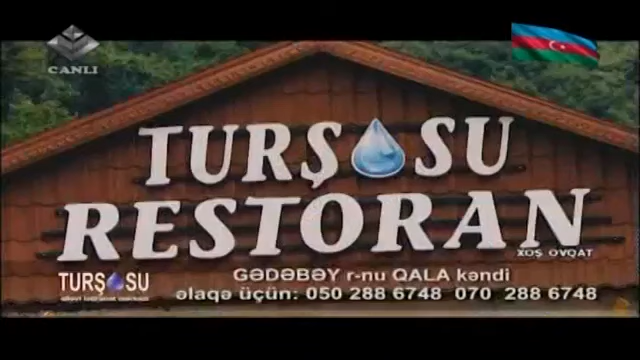 CANLI
TURŞ SU
RESTORAN
XOŞ OVQAT
TURŞ SU
GƏDƏBƏY r-nu QALA kəndi
əlaqə üçün: 050 288 6748 070 288 6748